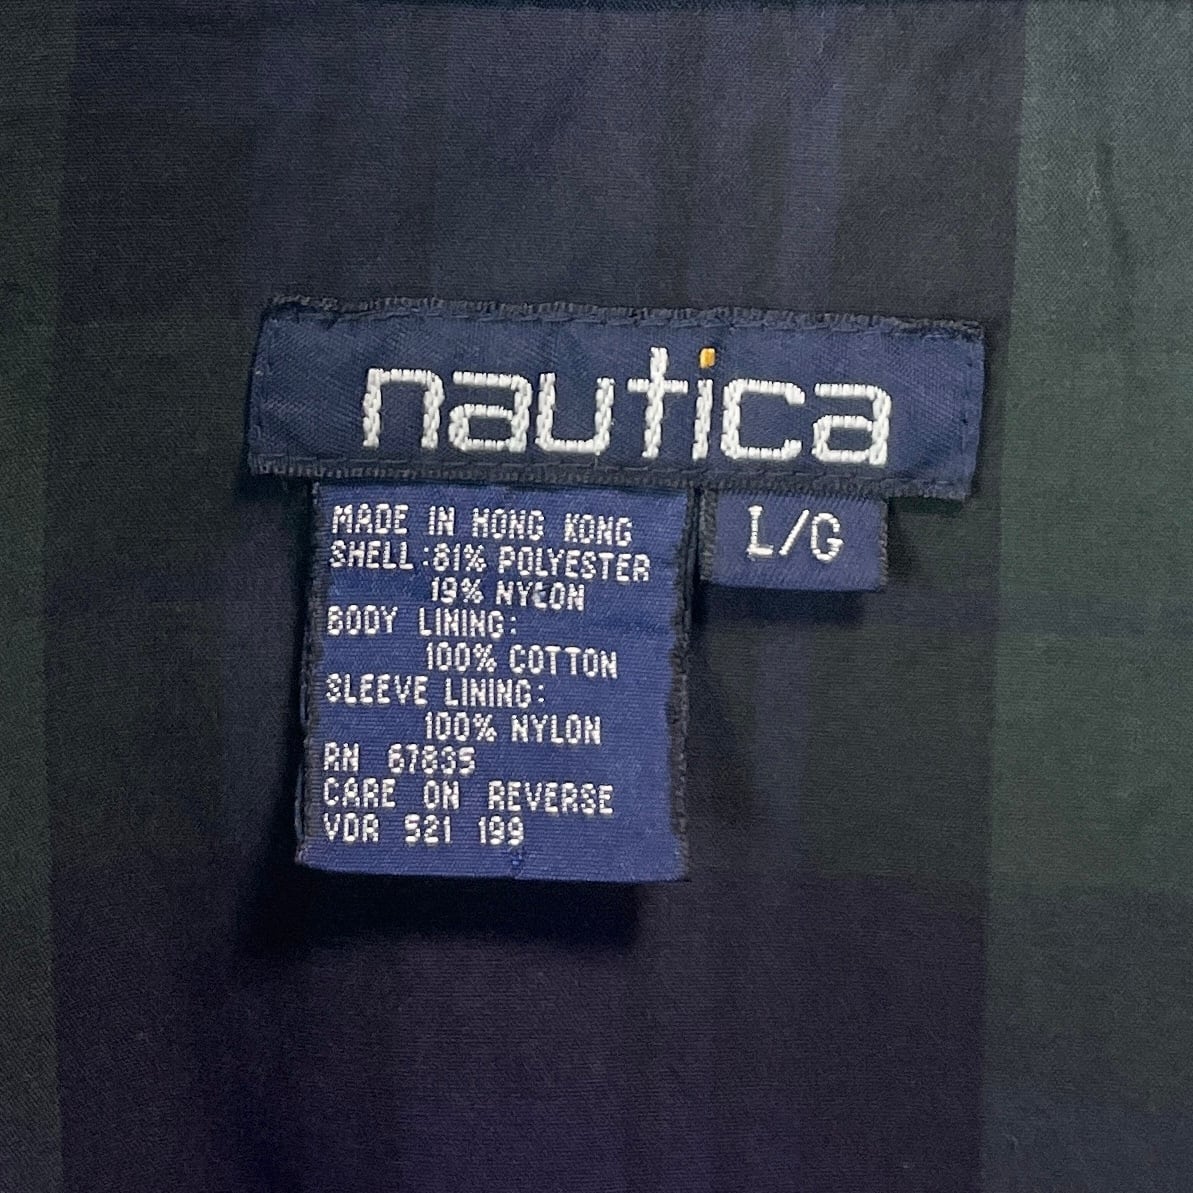 nautica
L/G
MADE IN HONG KONG
SHELL:81% POLYESTER
19% NYLON
BODY LINING:
100% COTTON
SLEEVE LINING:
100% NYLON
RN 67835
CARE ON REVERSE
VDR 521 199